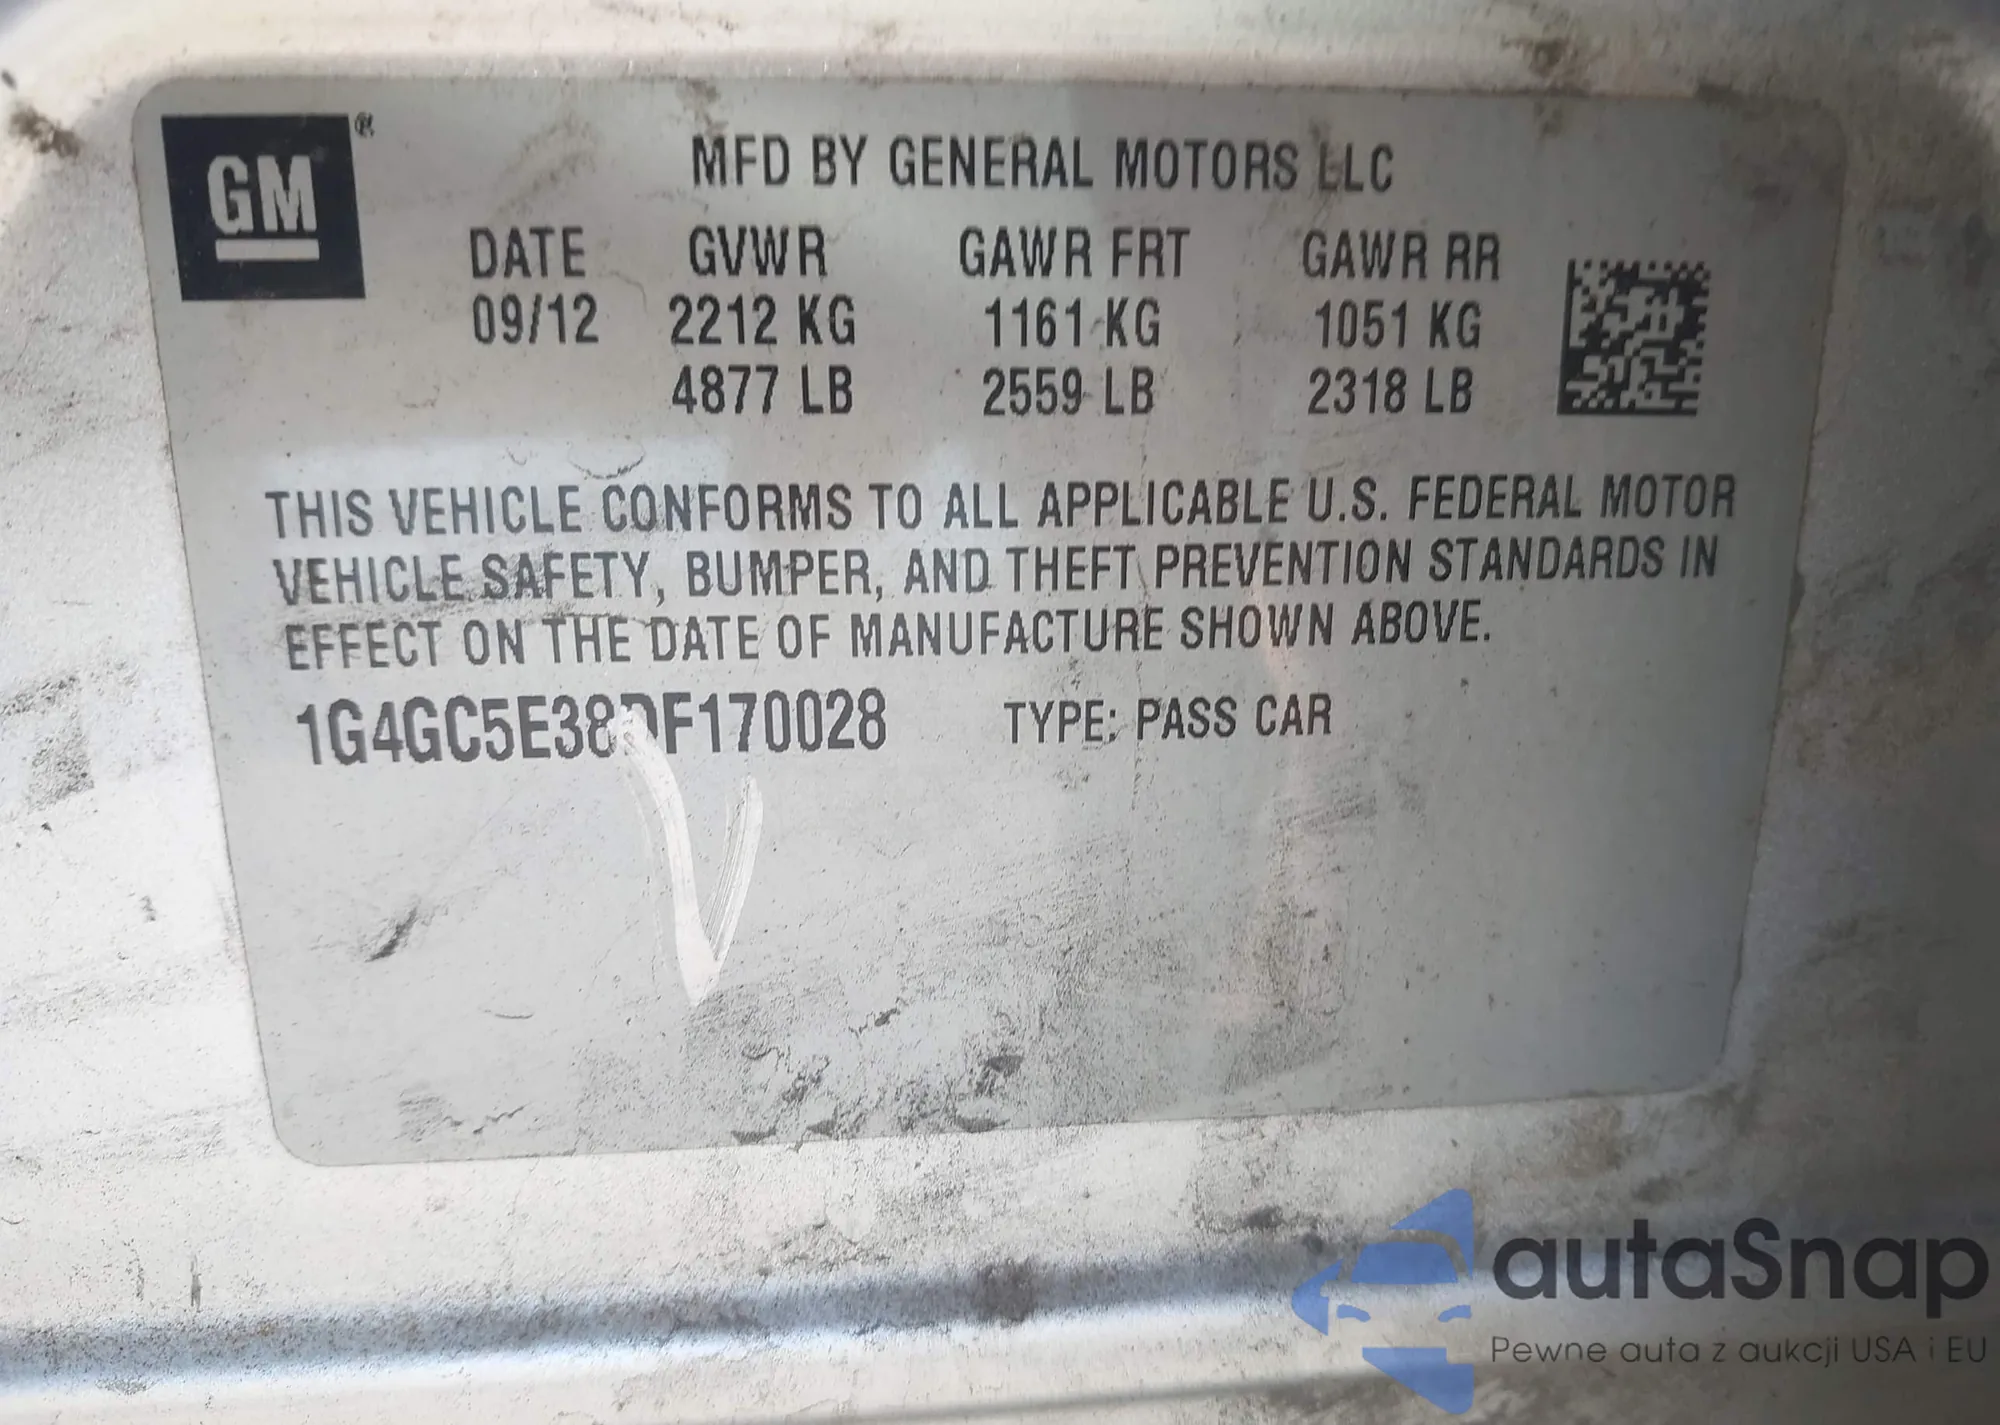 GM ®
MFD BY GENERAL MOTORS LLC
DATE GVWR GAWR FRT GAWR RR
09/12 2212 KG 1161 KG 1051 KG
4877 LB 2559 LB 2318 LB
THIS VEHICLE CONFORMS TO ALL APPLICABLE U.S. FEDERAL MOTOR
VEHICLE SAFETY, BUMPER, AND THEFT PREVENTION STANDARDS IN
EFFECT ON THE DATE OF MANUFACTURE SHOWN ABOVE.
1G4GC5E38DF170028 TYPE: PASS CAR
autaSnap
Pewne auta z aukcji USA i EU